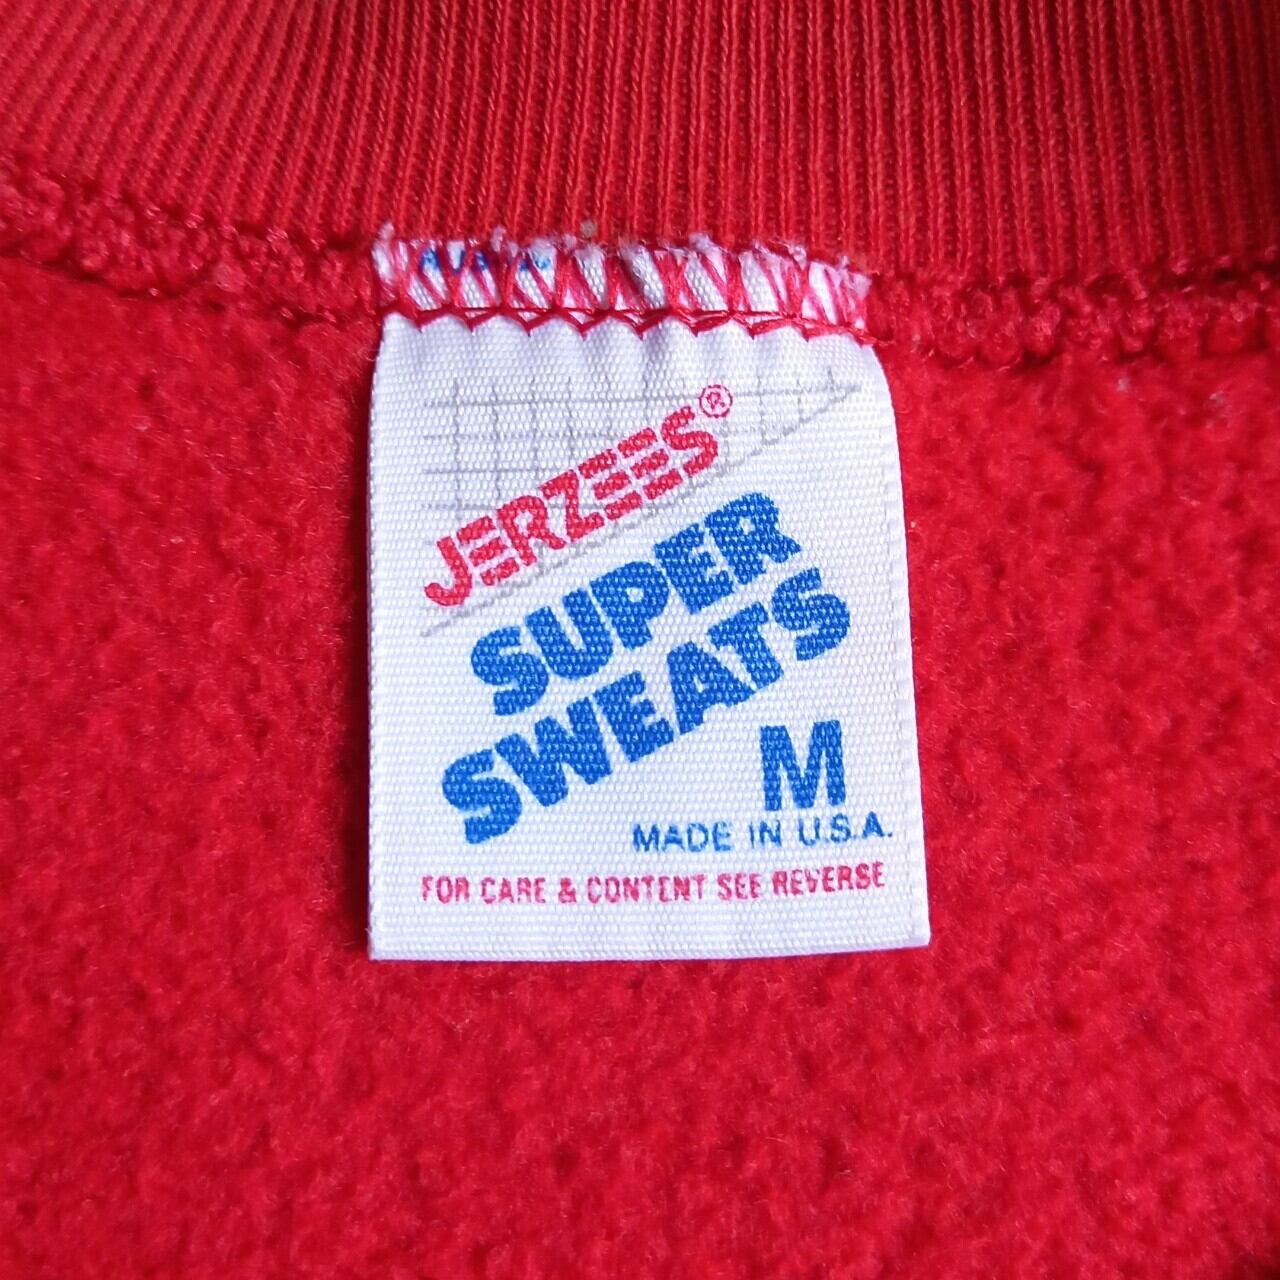 JERZEES®
SUPER
SWEATS
M
MADE IN U.S.A.
FOR CARE & CONTENT SEE REVERSE